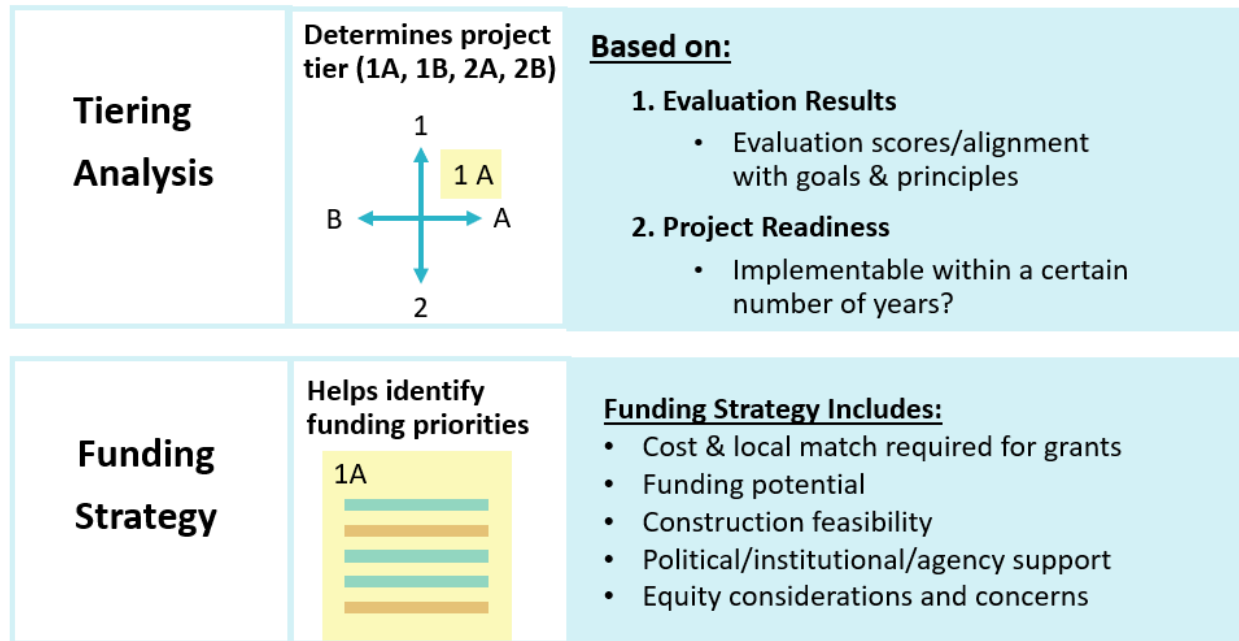 Tiering
Analysis
Determines project
tier (1A, 1B, 2A, 2B)
1
1 A
B
A
2
Based on:
1. Evaluation Results
• Evaluation scores/alignment
with goals & principles
2. Project Readiness
• Implementable within a certain
number of years?
Funding
Strategy
Helps identify
funding priorities
1A
Funding Strategy Includes:
• Cost & local match required for grants
• Funding potential
• Construction feasibility
• Political/institutional/agency support
• Equity considerations and concerns